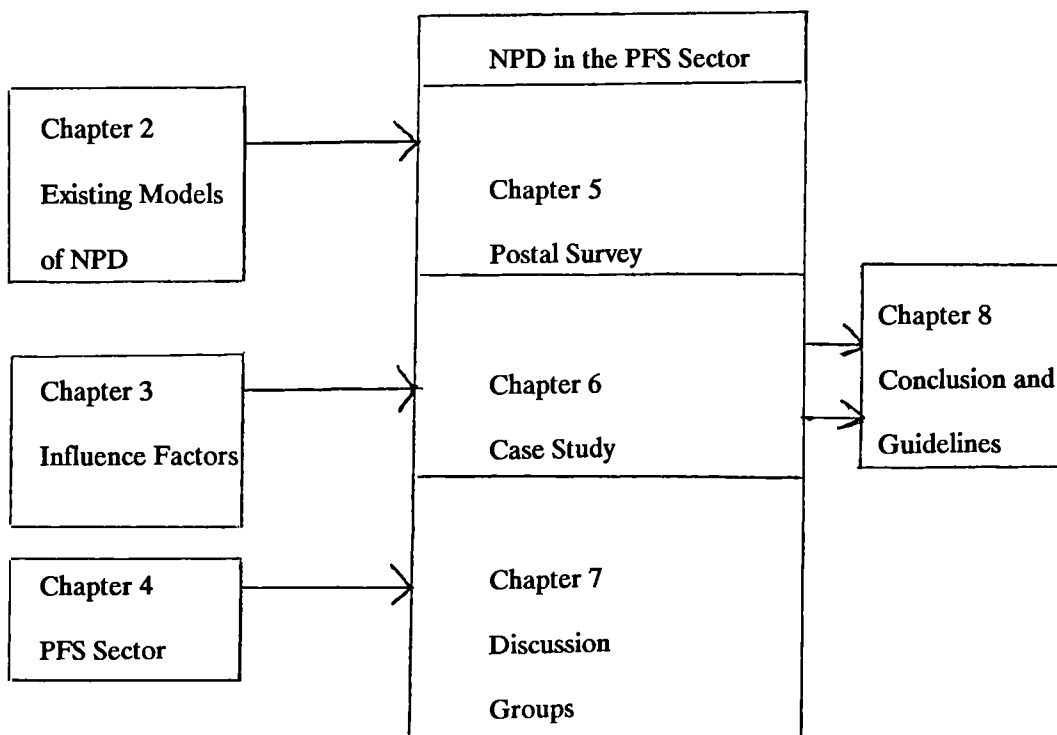 Chapter 2
Existing Models
of NPD
Chapter 3
Influence Factors
Chapter 4
PFS Sector
NPD in the PFS Sector
Chapter 5
Postal Survey
Chapter 6
Case Study
Chapter 7
Discussion
Groups
Chapter 8
Conclusion and
Guidelines